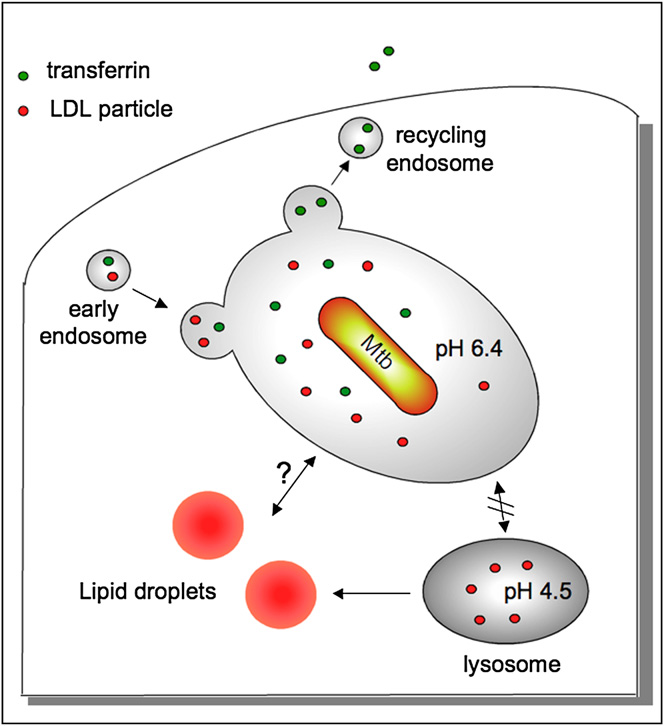 transferrin
LDL particle
recycling
endosome
early
endosome
Mtb
pH 6.4
?
Lipid droplets
pH 4.5
lysosome